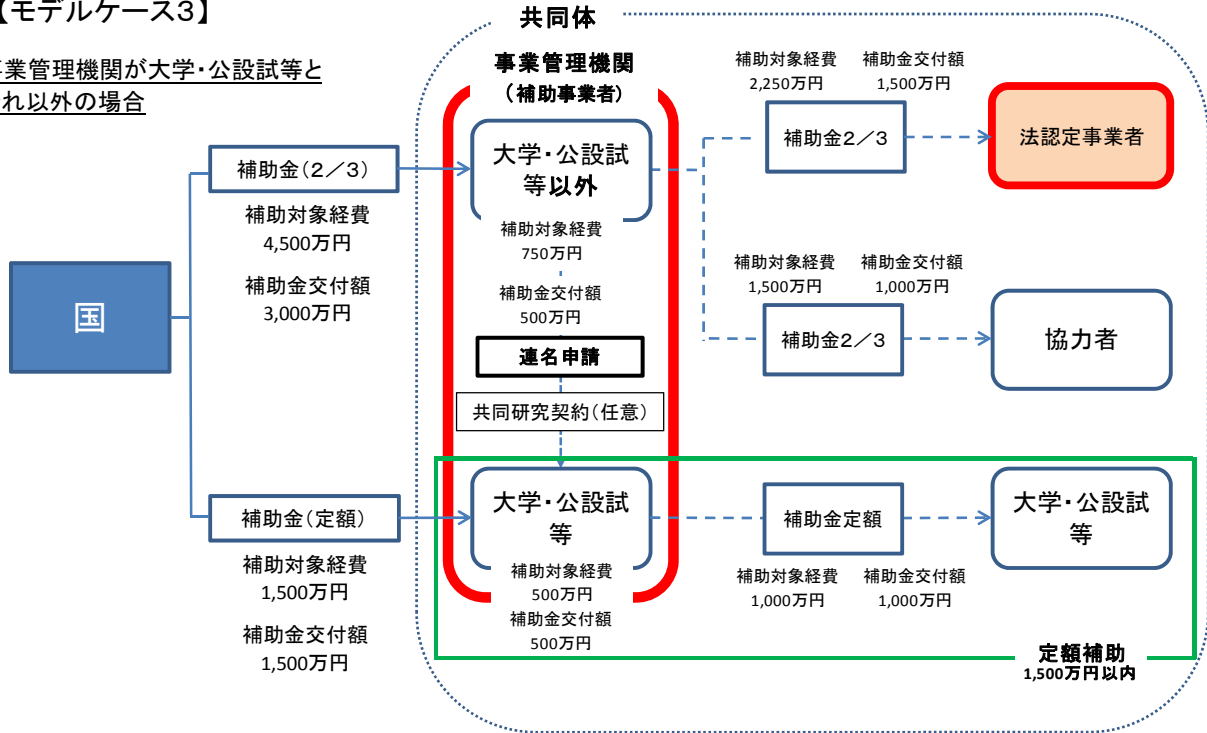 【モデルケース3】
事業管理機関が大学・公設試等と
れ以外の場合
共同体
事業管理機関
（補助事業者）
国
補助金（2／3）
補助対象経費
4,500万円
補助金交付額
3,000万円
大学・公設試
等以外
補助対象経費
750万円
補助金交付額
500万円
連名申請
共同研究契約（任意）
補助対象経費
2,250万円
補助金交付額
1,500万円
補助金2／3
法認定事業者
補助対象経費
1,500万円
補助金交付額
1,000万円
補助金2／3
協力者
補助金（定額）
補助対象経費
1,500万円
補助金交付額
1,500万円
大学・公設試
等
補助対象経費
500万円
補助金交付額
500万円
補助金定額
補助対象経費
1,000万円
補助金交付額
1,000万円
大学・公設試
等
定額補助
1,500万円以内